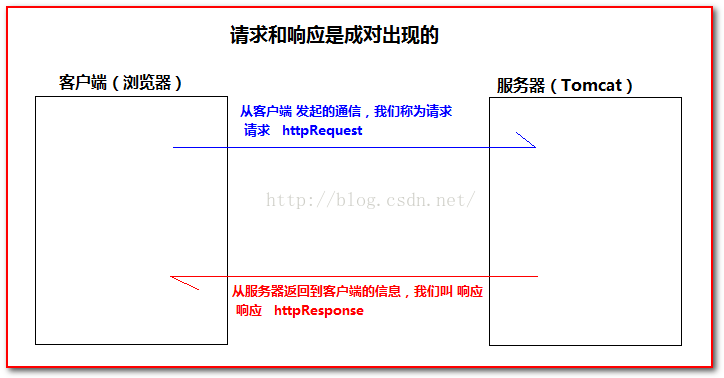 请求和响应是成对出现的
客户端（浏览器）
服务器（Tomcat）
从客户端 发起的通信，我们称为请求
请求 httpRequest
http://blog.csdn.net/
从服务器返回到客户端的信息，我们叫 响应
响应 httpResponse